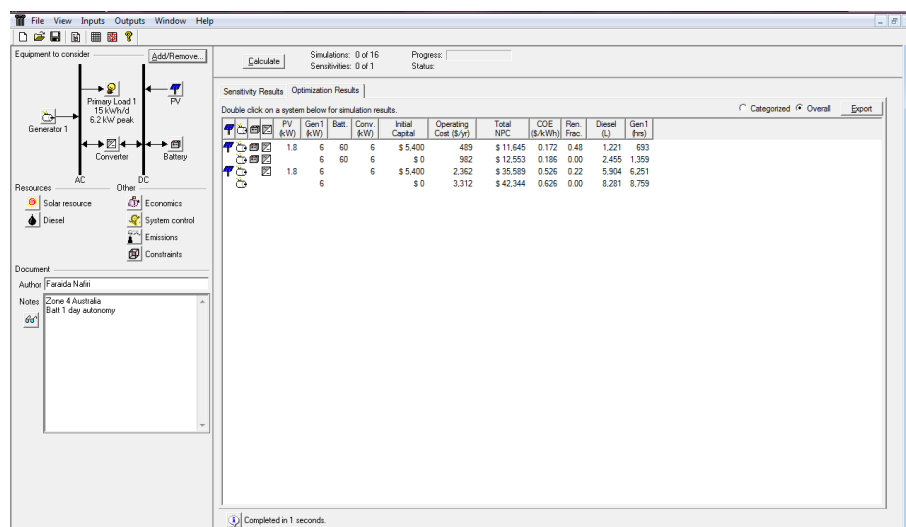 File View Inputs Outputs Window Help
Equipment to consider
Add/Remove...
Primary Load 1
15 kWh/d
6.2 kW peak
PV
Generator 1
Converter
Battery
AC
DC
Resources
Other
Solar resource
Economics
Diesel
System control
Emissions
Constraints
Document
Author
Faraida Nafiri
Notes
Zone 4 Australia
Batt 1 day autonomy
Calculate
Simulations: 0 of 16
Progress:
Sensitivities: 0 of 1
Status:
Sensitivity Results
Optimization Results
Double click on a system below for simulation results.
Categorized
Overall
Export
PV (kW) Gen1 (kW) Batt. Conv. (kW) Initial Capital Operating Cost ($/yr) Total NPC COE ($/kWh) Ren. Frac. Diesel (L) Gen1 (hrs)
1.8 6 60 6 $ 5,400 489 $ 11,645 0.172 0.48 1,221 693
6 60 6 $ 0 982 $ 12,553 0.186 0.00 2,455 1,359
1.8 6 6 $ 5,400 2,362 $ 35,589 0.526 0.22 5,904 6,251
6 $ 0 3,312 $ 42,344 0.626 0.00 8,281 8,759
Completed in 1 seconds.